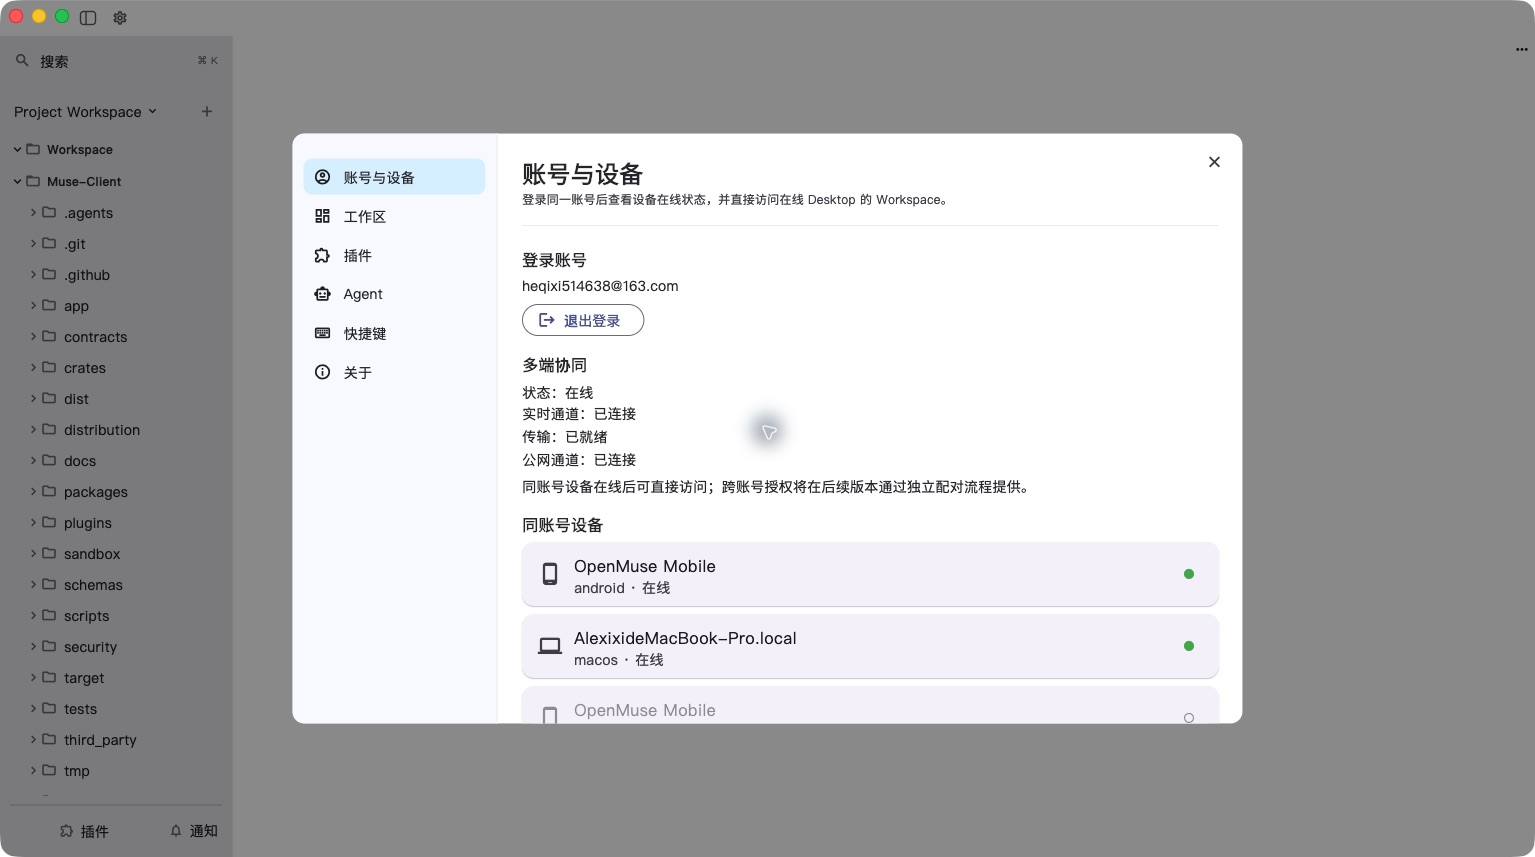 搜索
⌘ K
Project Workspace
Workspace
Muse-Client
.agents
.git
.github
app
contracts
crates
dist
distribution
docs
packages
plugins
sandbox
schemas
scripts
security
target
tests
third_party
tmp
插件
通知
账号与设备
工作区
插件
Agent
快捷键
关于
账号与设备
登录同一账号后查看设备在线状态，并直接访问在线 Desktop 的 Workspace。
登录账号
heqixi514638@163.com
退出登录
多端协同
状态：在线
实时通道：已连接
传输：已就绪
公网通道：已连接
同账号设备在线后可直接访问；跨账号授权将在后续版本通过独立配对流程提供。
同账号设备
OpenMuse Mobile
android · 在线
AlexixideMacBook-Pro.local
macos · 在线
OpenMuse Mobile